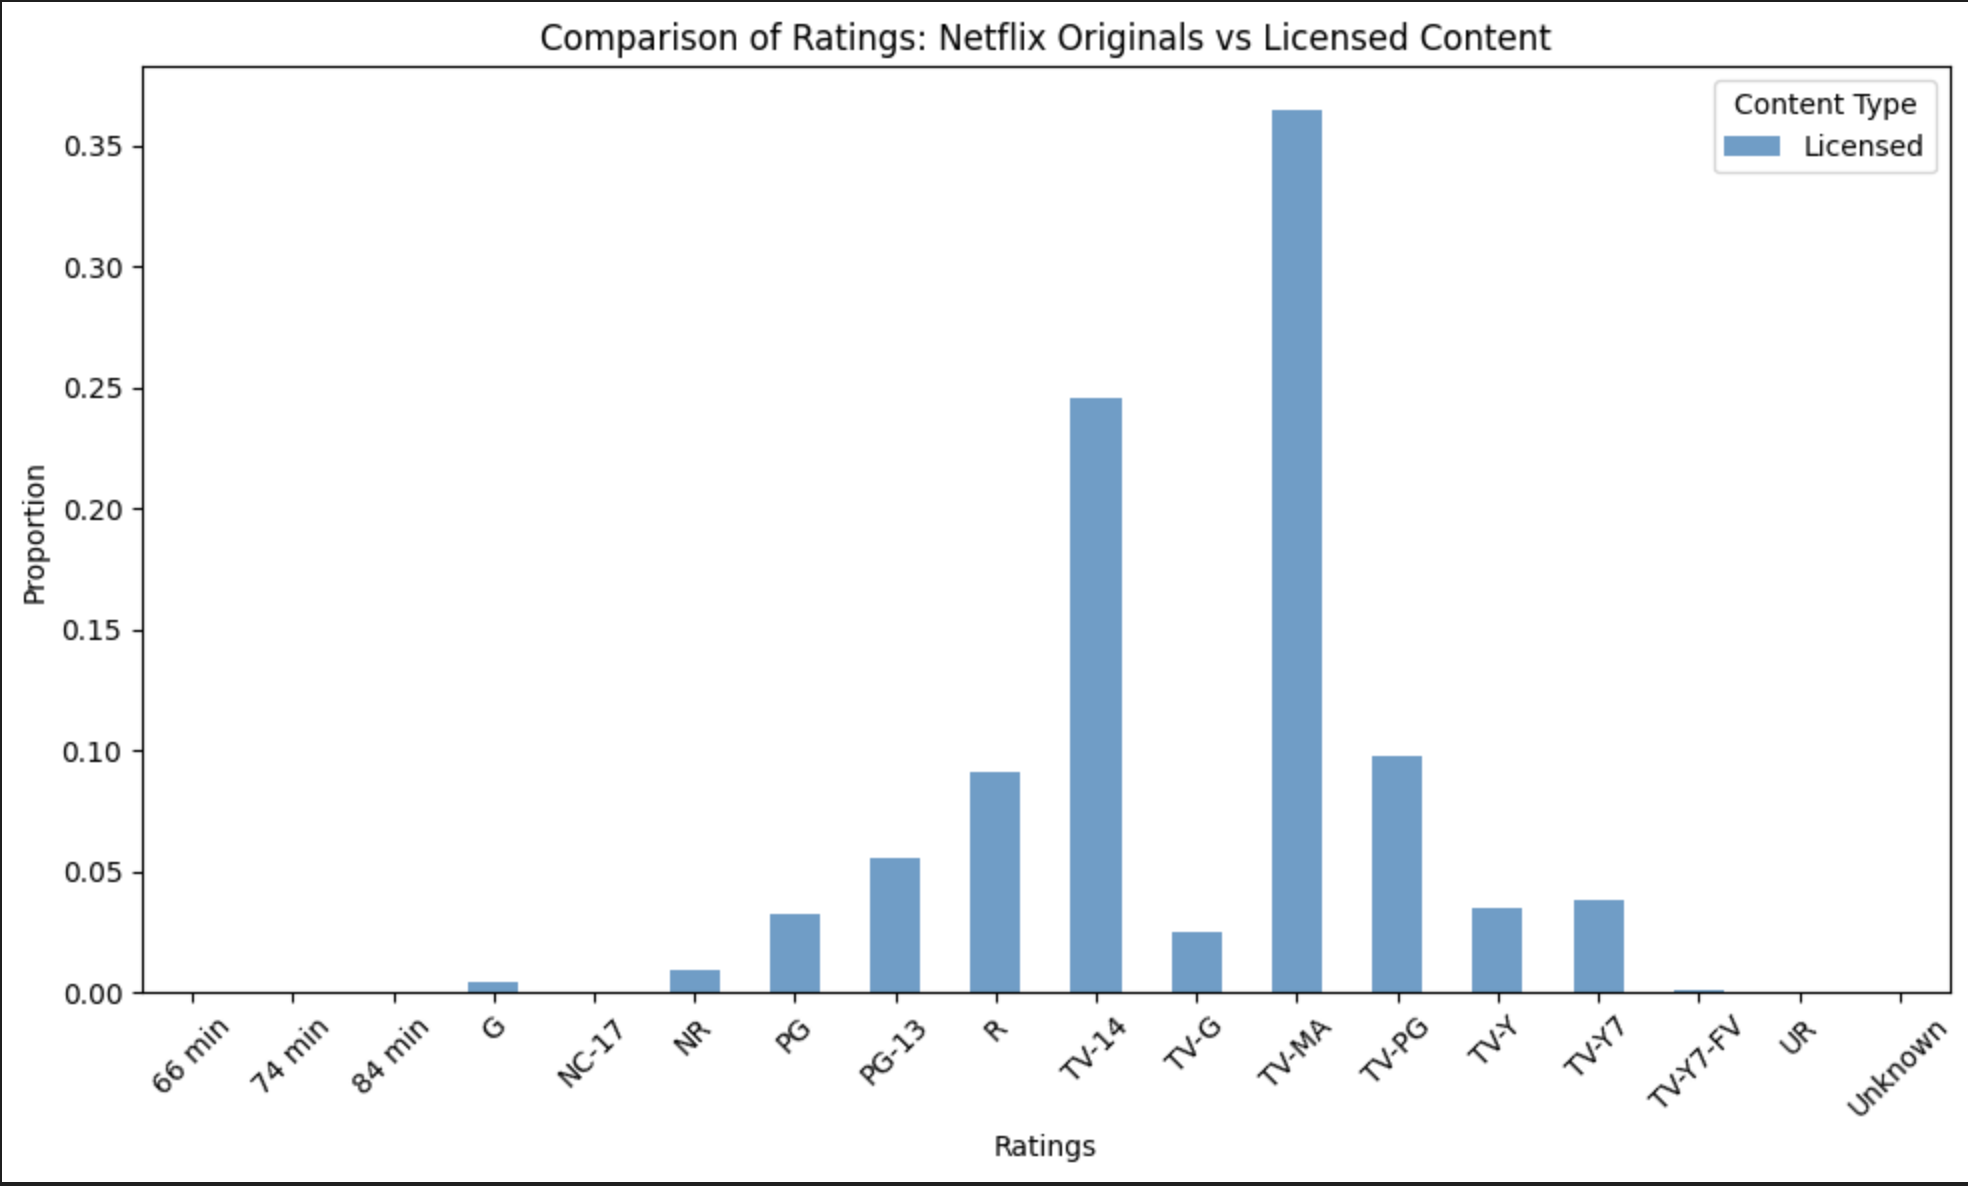 Comparison of Ratings: Netflix Originals vs Licensed Content
Content Type
Licensed
Proportion
0.35
0.30
0.25
0.20
0.15
0.10
0.05
0.00
66 min
74 min
84 min
G
NC-17
NR
PG
PG-13
R
TV-14
TV-G
TV-MA
TV-PG
TV-Y
TV-Y7
TV-Y7-FV
UR
Unknown
Ratings